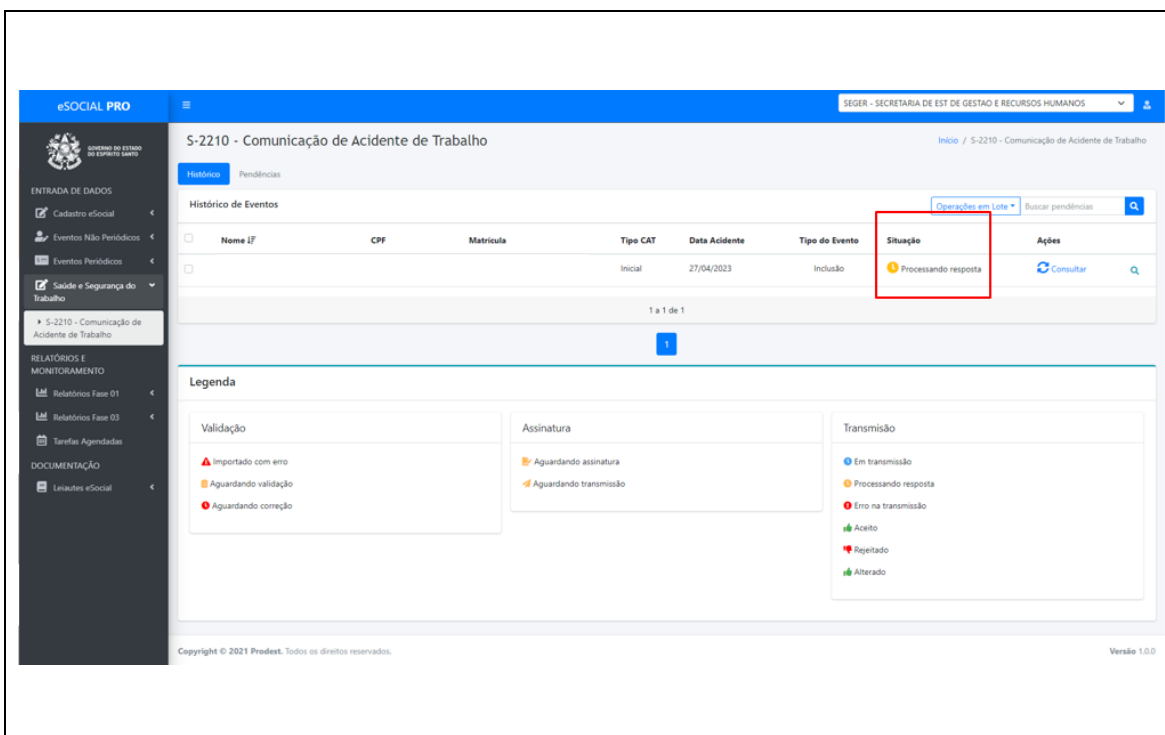 eSOCIAL PRO
SEGER - SECRETARIA DE EST DE GESTAO E RECURSOS HUMANOS
GOVERNO DO ESTADO
DO ESPÍRITO SANTO
S-2210 - Comunicação de Acidente de Trabalho
Início / S-2210 - Comunicação de Acidente de Trabalho
Histórico Pendências
ENTRADA DE DADOS
Cadastro eSocial
Eventos Não Periódicos
Eventos Periódicos
Saúde e Segurança do
Trabalho
S-2210 - Comunicação de
Acidente de Trabalho
RELATÓRIOS E
MONITORAMENTO
Relatórios Fase 01
Relatórios Fase 03
Tarefas Agendadas
DOCUMENTAÇÃO
Leiautes eSocial
Histórico de Eventos
Operações em Lote Buscar pendências
Nome CPF Matrícula Tipo CAT Data Acidente Tipo do Evento Situação Ações
Inicial 27/04/2023 Inclusão Processando resposta Consultar
1 a 1 de 1
1
Legenda
Validação
Importado com erro
Aguardando validação
Aguardando correção
Assinatura
Aguardando assinatura
Aguardando transmissão
Transmisão
Em transmissão
Processando resposta
Erro na transmissão
Aceito
Rejeitado
Alterado
Copyright © 2021 Prodest. Todos os direitos reservados.
Versão 1.0.0